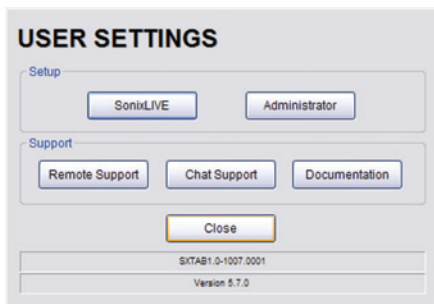 USER SETTINGS
Setup
SonixLIVE Administrator
Support
Remote Support Chat Support Documentation
Close
SXTAB1.0-1007.0001
Version 5.7.0